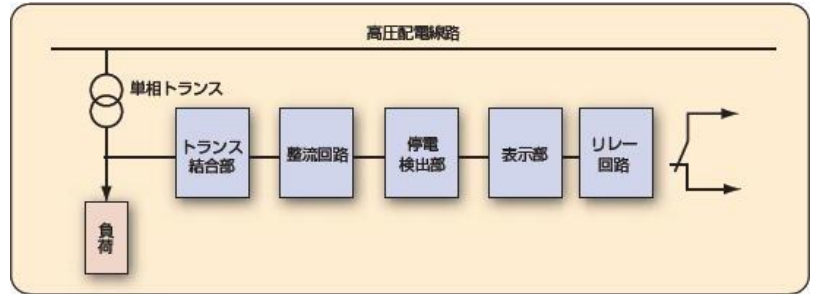 高圧配電線路
単相トランス
トランス
結合部
整流回路
停電
検出部
表示部
リレー
回路
負
荷